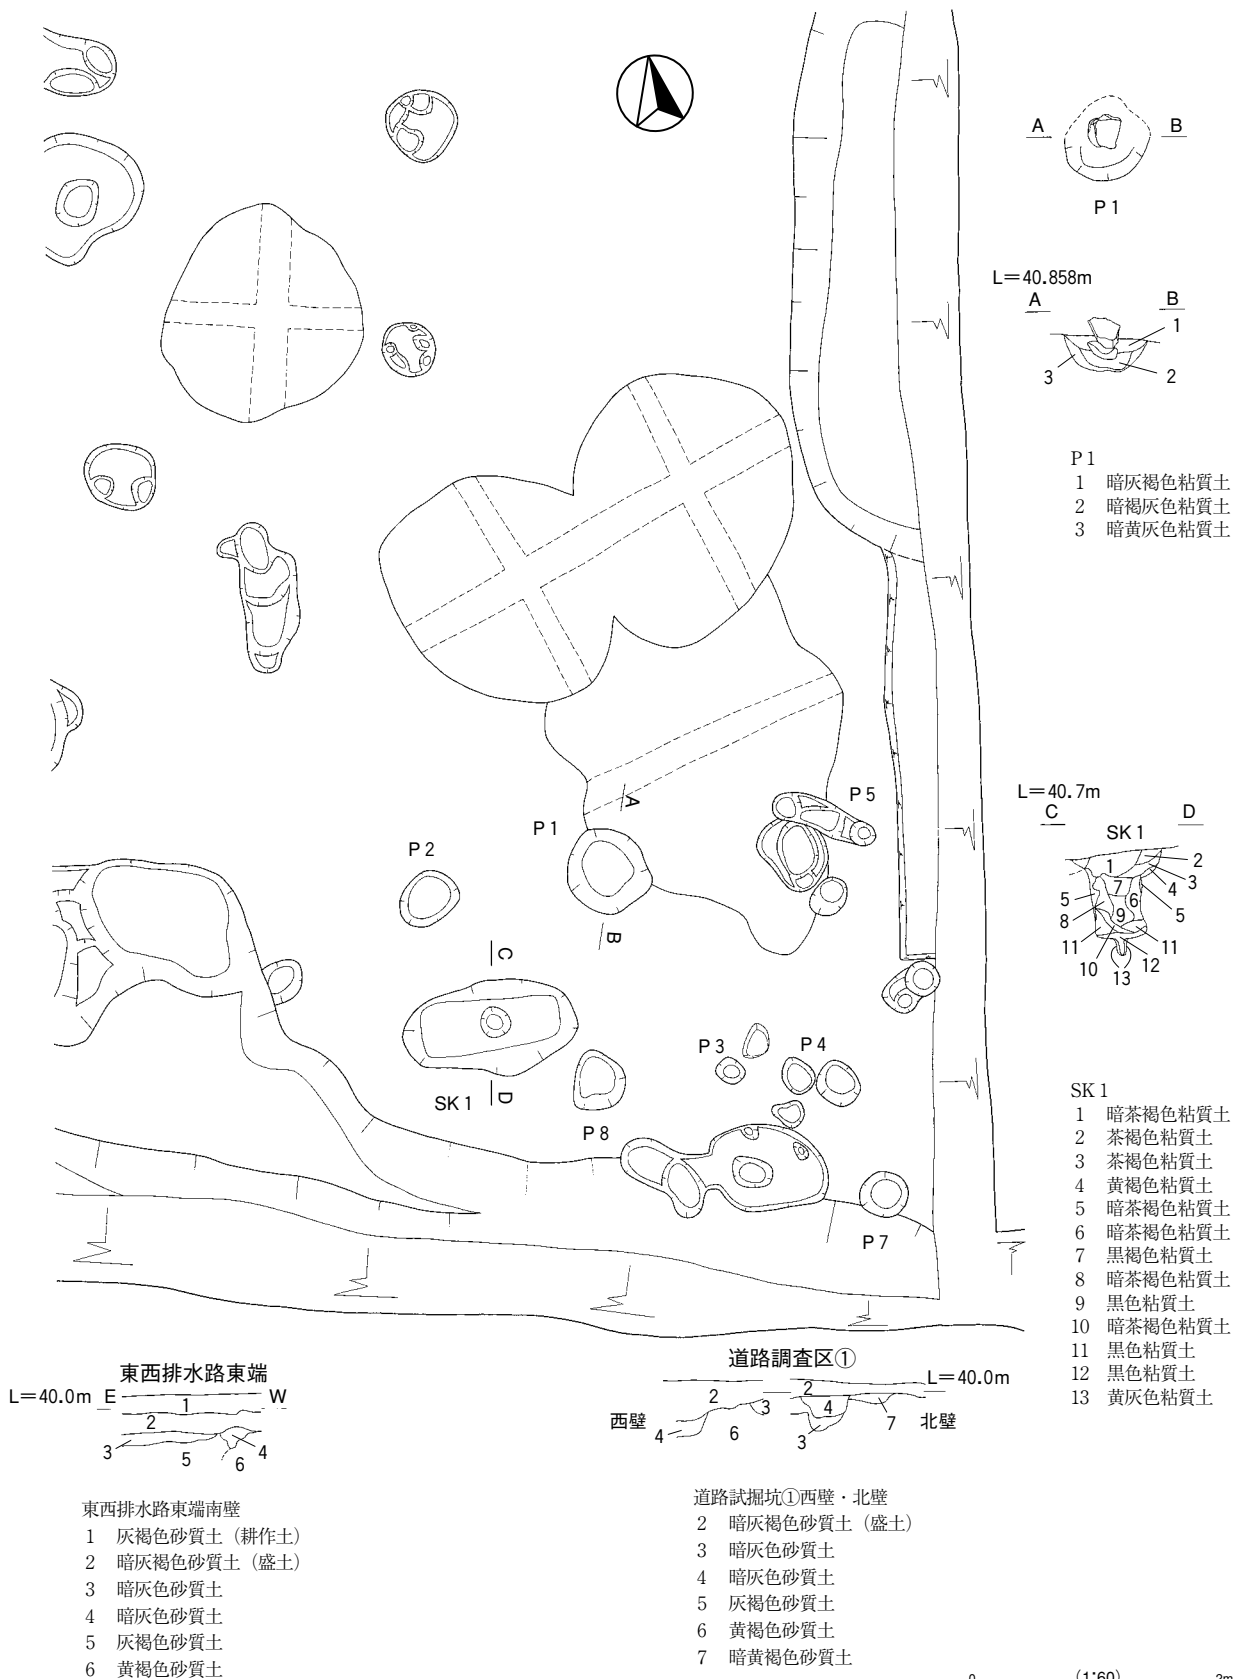 A B
P1
L=40.858m
A B
1
3 2
P1
1 暗灰褐色粘質土
2 暗褐灰色粘質土
3 暗黄灰色粘質土
A
P1
P2
P5
B
C
SK1
D
P8
P3
P4
P7
L=40.7m
C D
SK1
1 2
3
7 4
5 6 5
8 9
11 11
10 12
13
SK1
1 暗茶褐色粘質土
2 茶褐色粘質土
3 茶褐色粘質土
4 黄褐色粘質土
5 暗茶褐色粘質土
6 暗茶褐色粘質土
7 黒褐色粘質土
8 暗茶褐色粘質土
9 黒色粘質土
10 暗茶褐色粘質土
11 黒色粘質土
12 黒色粘質土
13 黄灰色粘質土
東西排水路東端
L=40.0m E W
1
2
3 5 4
6
東西排水路東端南壁
1 灰褐色砂質土(耕作土)
2 暗灰褐色砂質土(盛土)
3 暗灰色砂質土
4 暗灰色砂質土
5 灰褐色砂質土
6 黄褐色砂質土
道路調査区①
L=40.0m
2 2
西壁 3 4 7 北壁
4 6 3
道路試掘坑①西壁・北壁
2 暗灰褐色砂質土(盛土)
3 暗灰色砂質土
4 暗灰色砂質土
5 灰褐色砂質土
6 黄褐色砂質土
7 暗黄褐色砂質土
0 (1:60) 2m